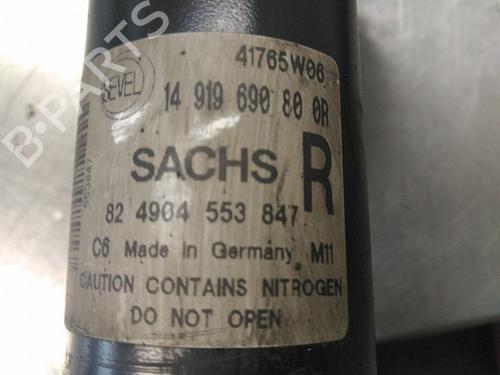 41765W06
SEVEL
14 919 690 80 0R
SACHS R
82 4904 553 847
553847
C6 Made in Germany M11
CAUTION CONTAINS NITROGEN
DO NOT OPEN
B-PARTS